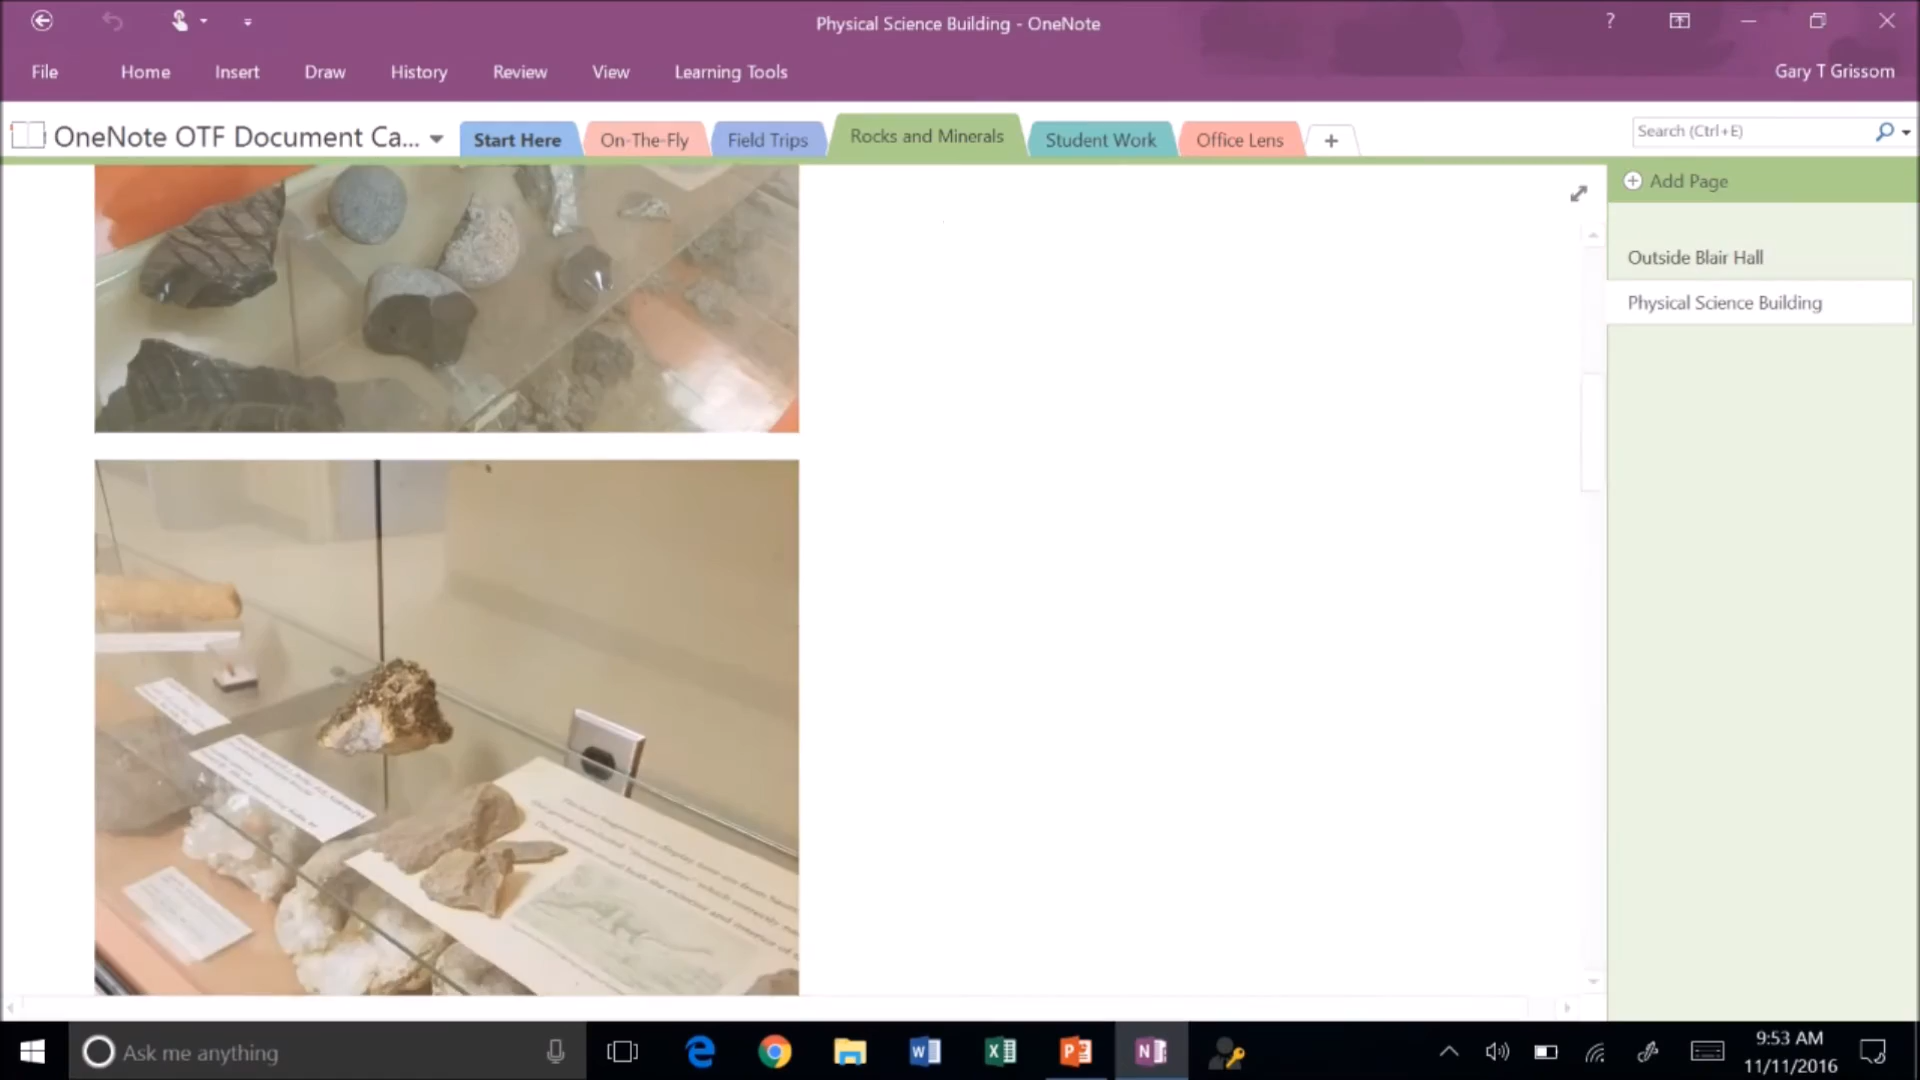 Physical Science Building - OneNote
?
File
Home
Insert
Draw
History
Review
View
Learning Tools
Gary T Grissom
OneNote OTF Document Ca...
Start Here
On-The-Fly
Field Trips
Rocks and Minerals
Student Work
Office Lens
+
Search (Ctrl+E)
Add Page
Outside Blair Hall
Physical Science Building
Ask me anything
9:53 AM
11/11/2016